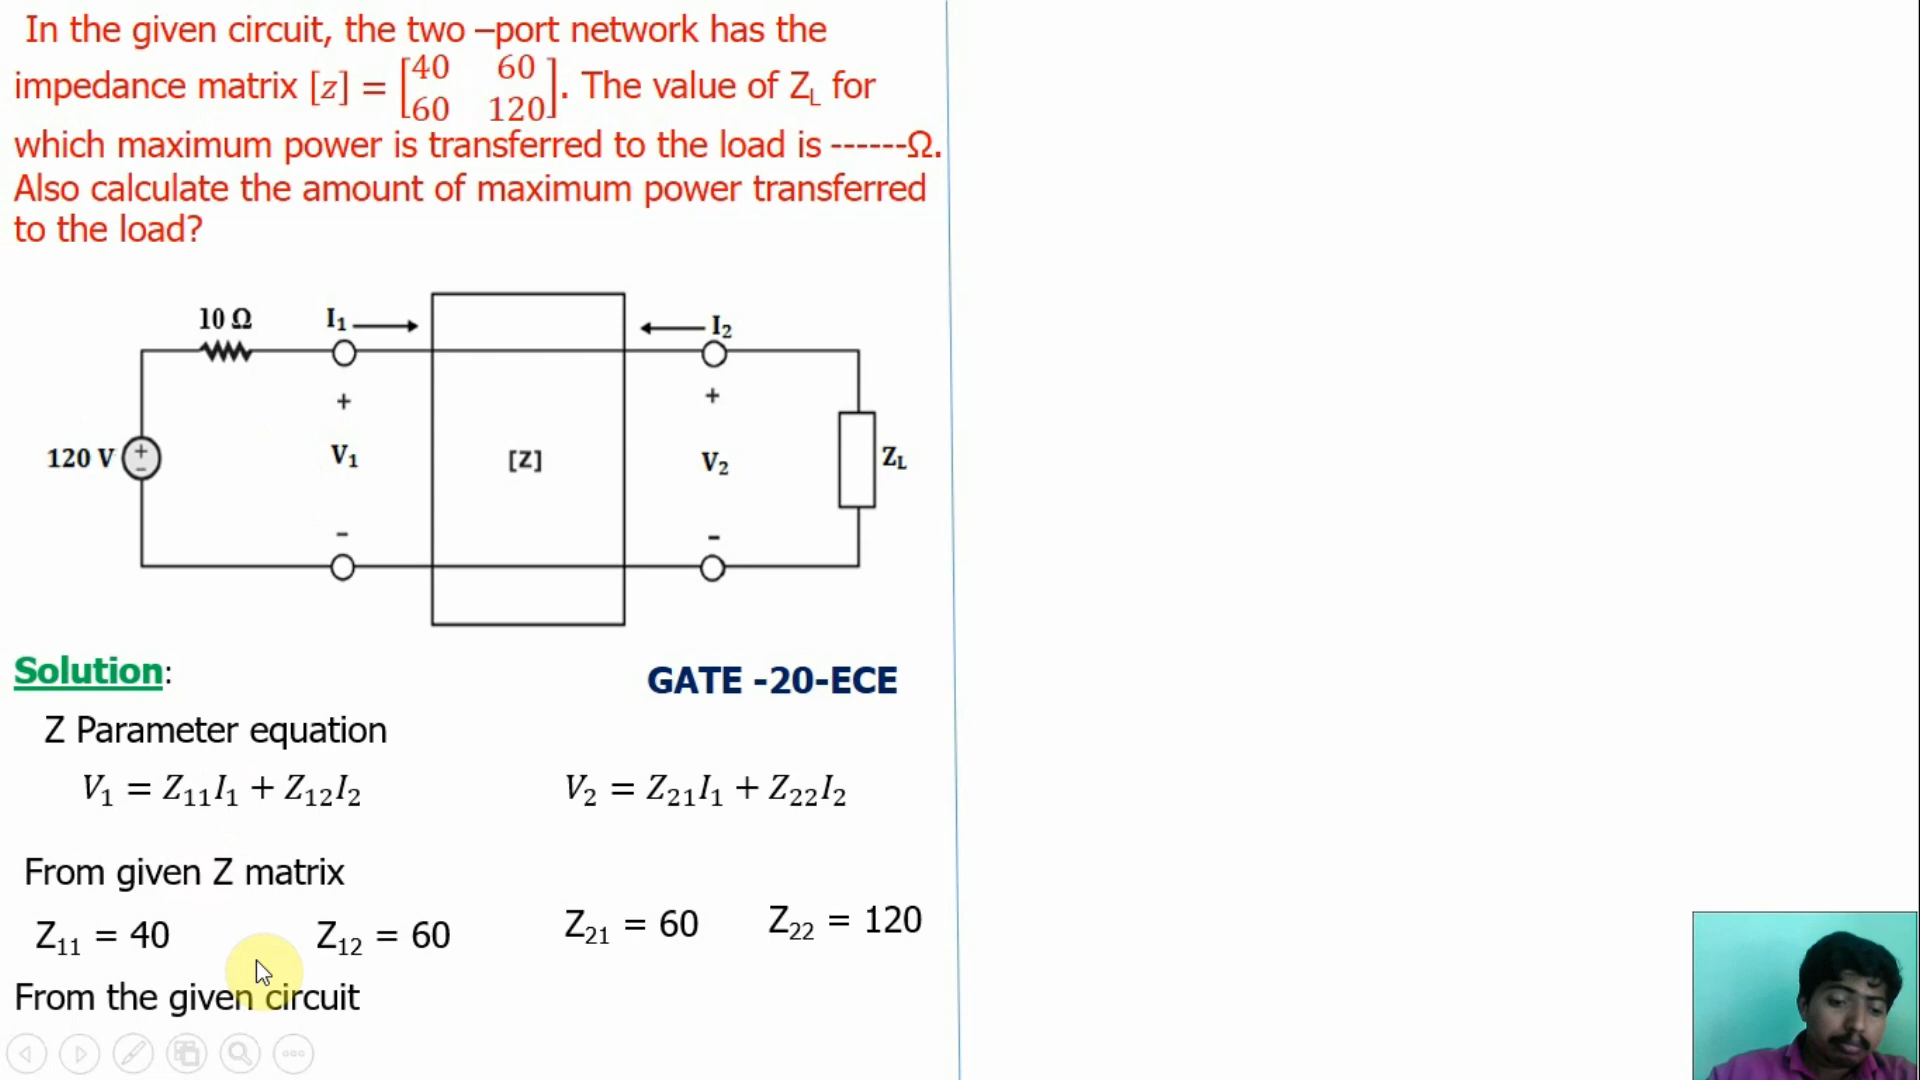 In the given circuit, the two –port network has the
impedance matrix [z] = [40 60
60 120]. The value of Z_L for
which maximum power is transferred to the load is ------Ω.
Also calculate the amount of maximum power transferred
to the load?
10 Ω I₁ I₂
+ +
120 V + − V₁ [Z] V₂ Z_L
- -
Solution:
GATE -20-ECE
Z Parameter equation
V₁ = Z₁₁I₁ + Z₁₂I₂ V₂ = Z₂₁I₁ + Z₂₂I₂
From given Z matrix
Z₁₁ = 40 Z₁₂ = 60 Z₂₁ = 60 Z₂₂ = 120
From the given circuit